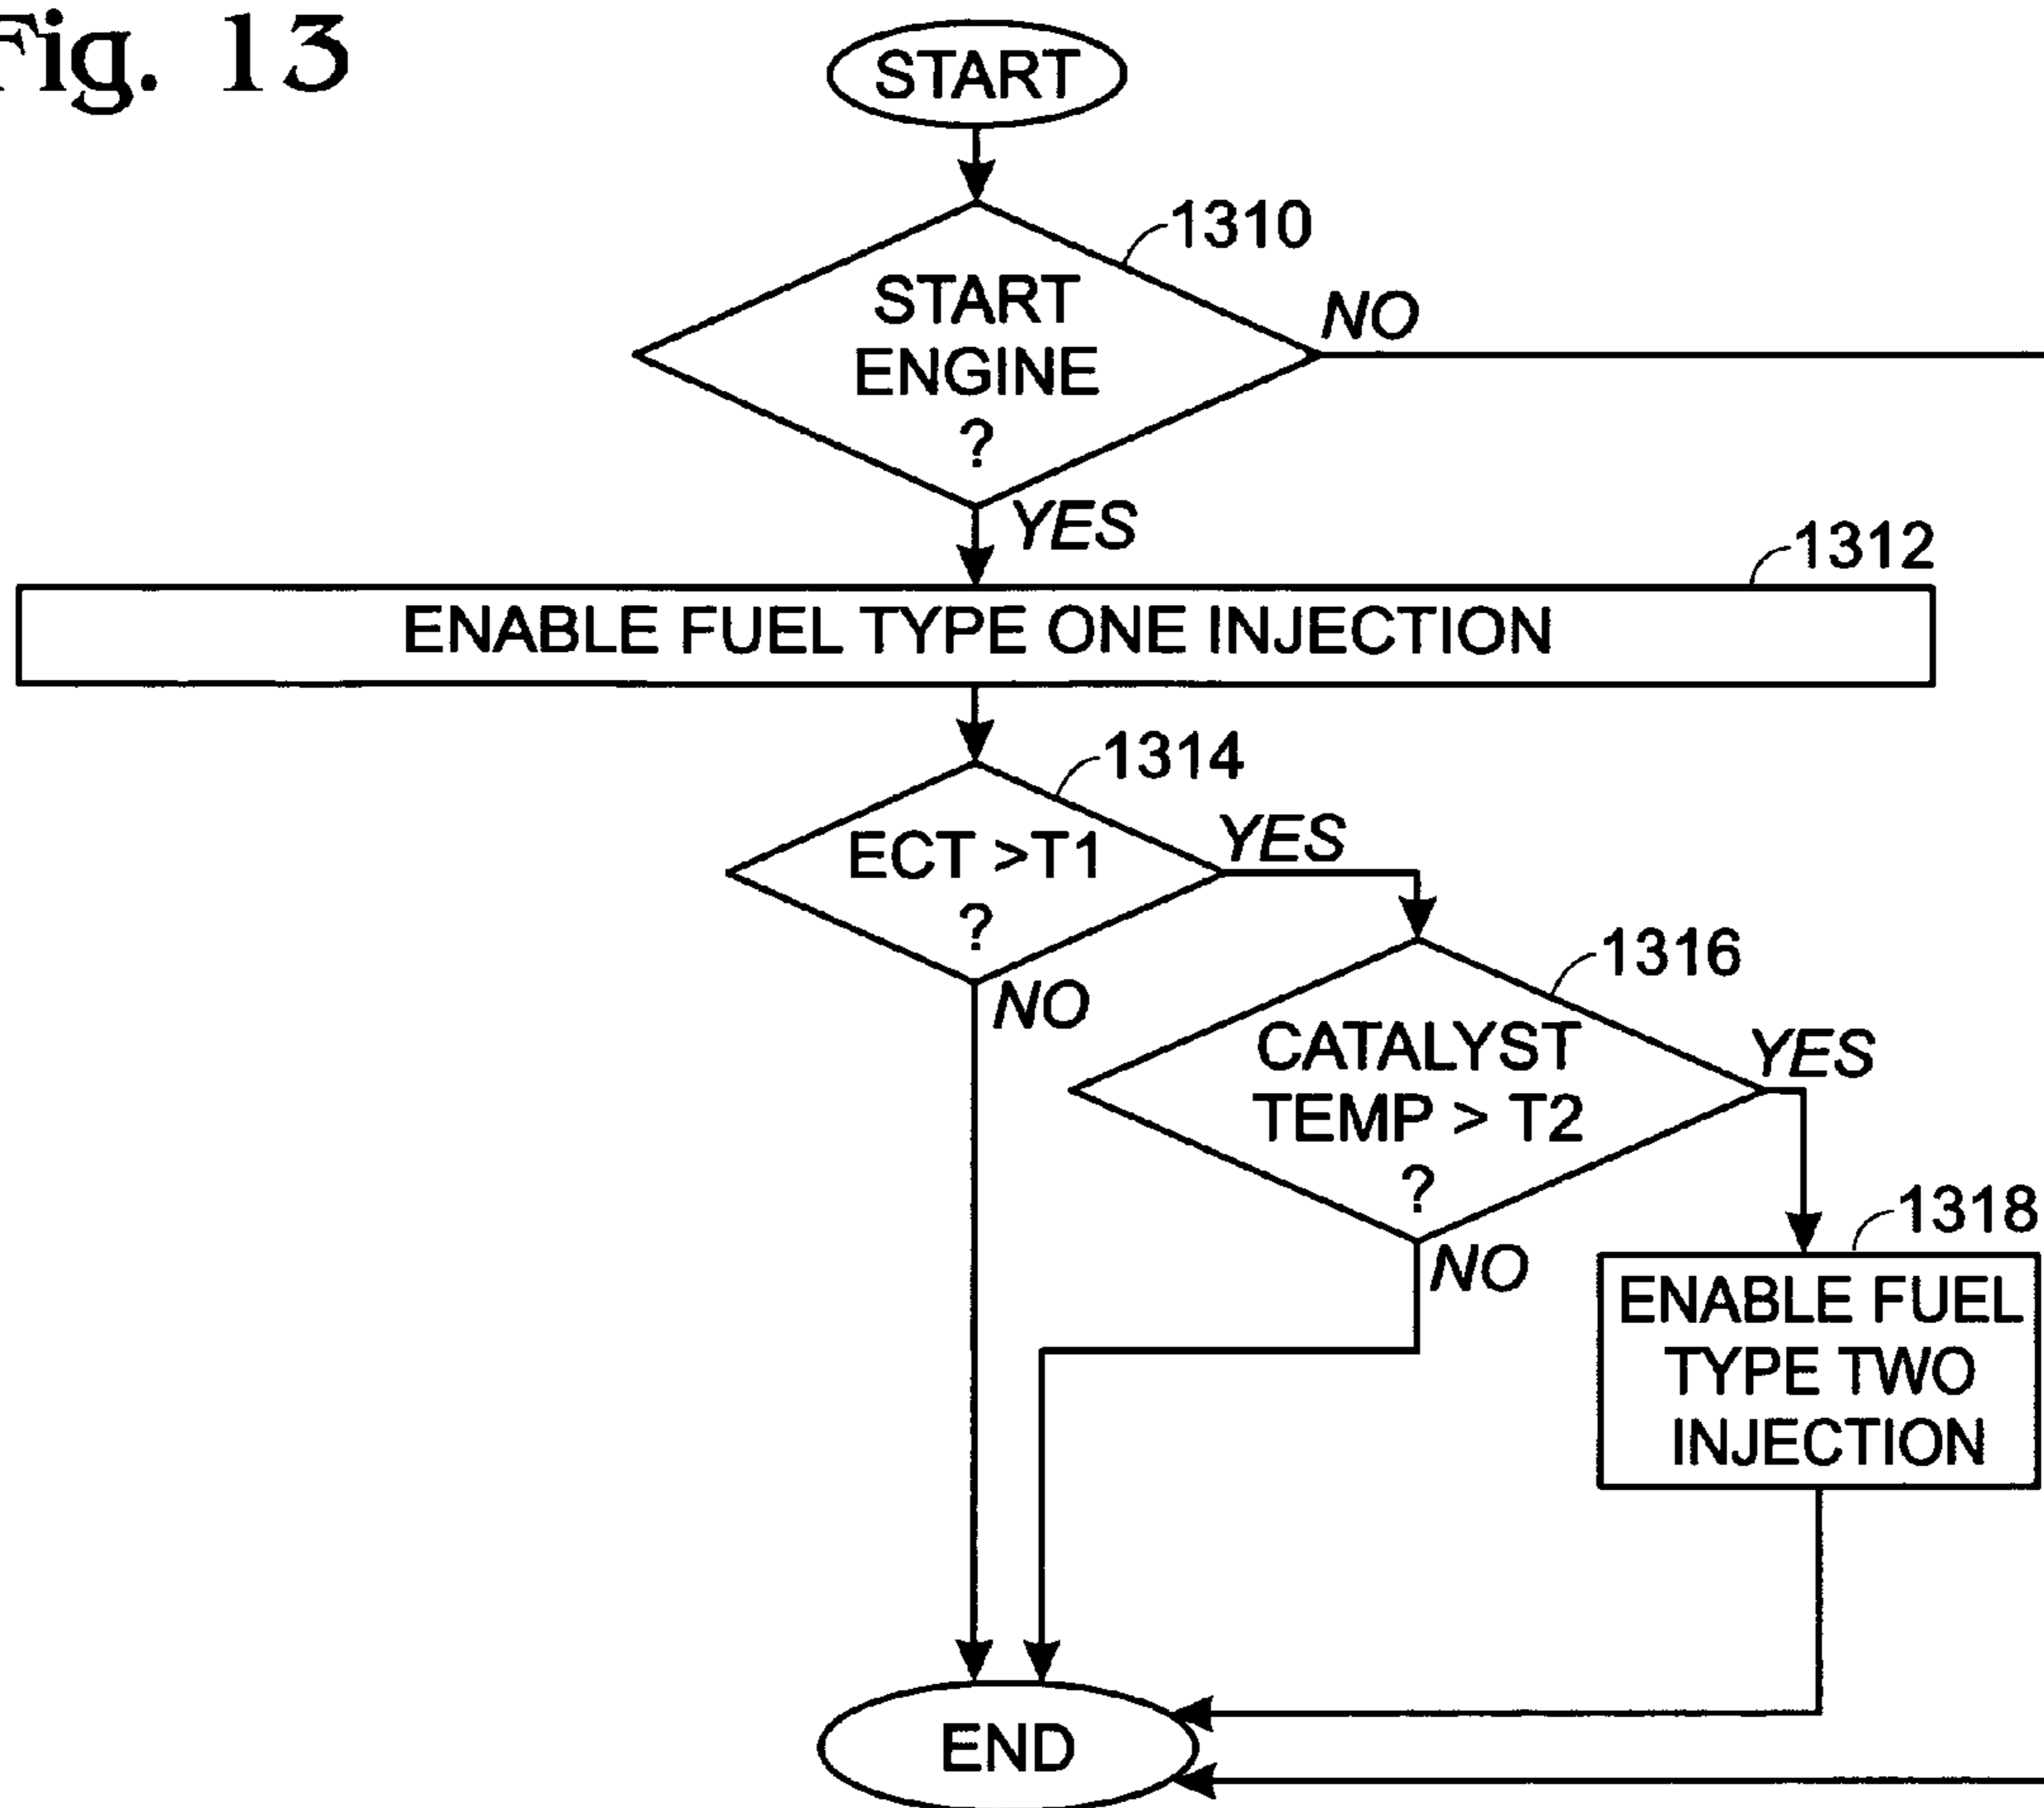 Fig. 13
START
1310
START
ENGINE
?
NO
YES
1312
ENABLE FUEL TYPE ONE INJECTION
1314
ECT >T1
?
YES
NO
1316
CATALYST
TEMP > T2
?
YES
NO
1318
ENABLE FUEL
TYPE TWO
INJECTION
END